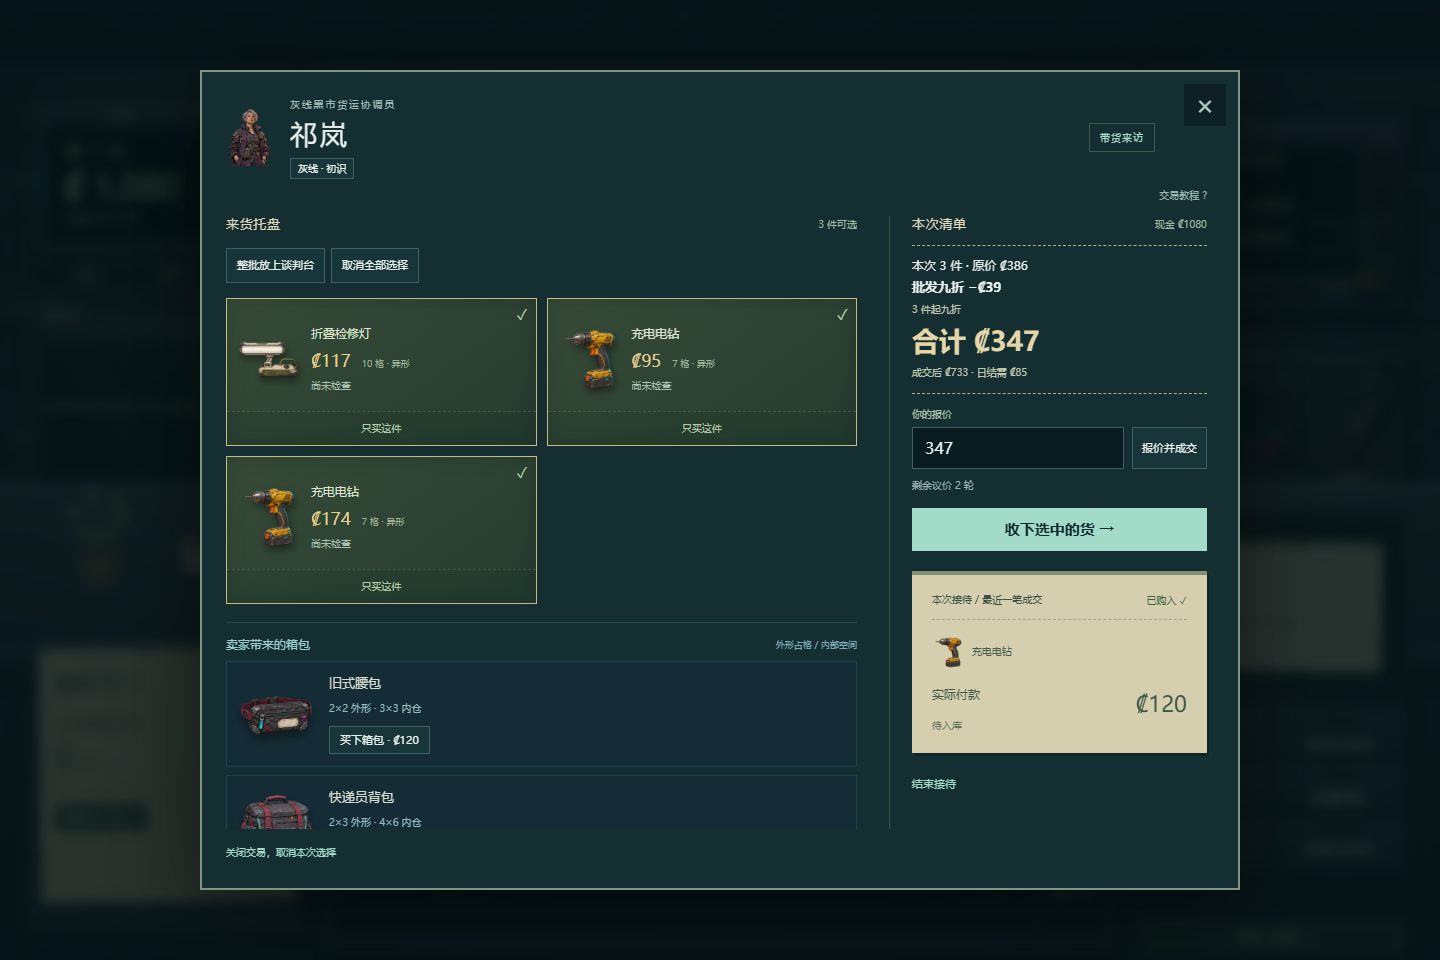 灰线黑市货运协调员
祁岚
灰线 · 初识
带货来访
×
交易教程 ?
来货托盘
3 件可选
整批放上谈判台
取消全部选择
折叠检修灯
₡117 10 格 · 异形
尚未检查
只买这件
充电电钻
₡95 7 格 · 异形
尚未检查
只买这件
充电电钻
₡174 7 格 · 异形
尚未检查
只买这件
卖家带来的箱包
外形占格 / 内部空间
旧式腰包
2×2 外形 · 3×3 内仓
买下箱包 · ₡120
快递员背包
2×3 外形 · 4×6 内仓
关闭交易，取消本次选择
本次清单
现金 ₡1080
本次 3 件 · 原价 ₡386
批发九折 −₡39
3 件起九折
合计 ₡347
成交后 ₡733 · 日结需 ₡85
你的报价
347
报价并成交
剩余议价 2 轮
收下选中的货 →
本次接待 / 最近一笔成交
已购入 ✓
充电电钻
实际付款
₡120
待入库
结束接待